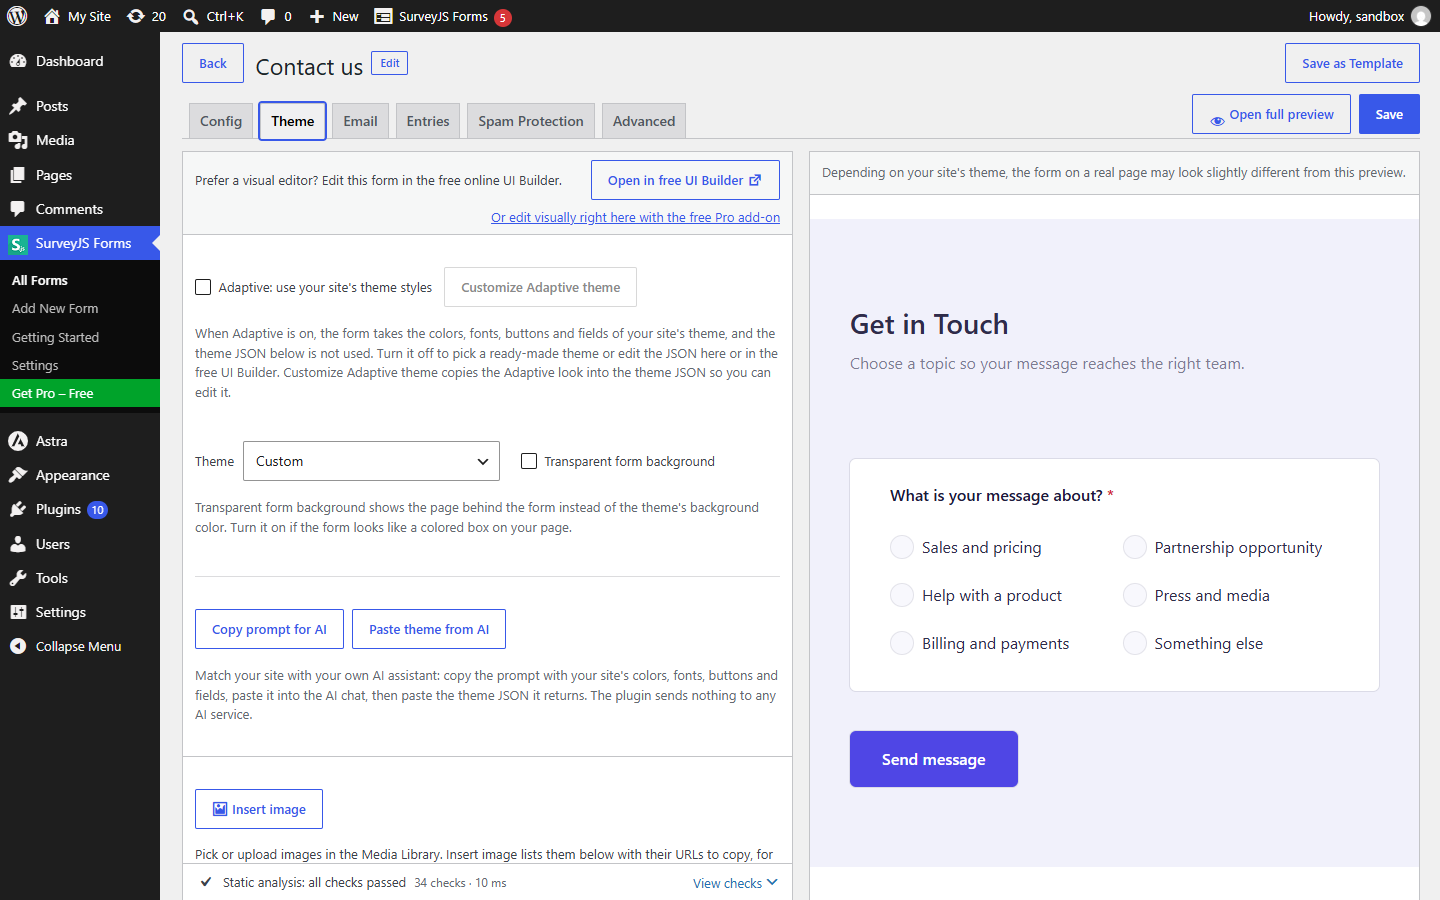 My Site
20
Ctrl+K
0
New
SurveyJS Forms
5
Howdy, sandbox
Dashboard
Posts
Media
Pages
Comments
SurveyJS Forms
All Forms
Add New Form
Getting Started
Settings
Get Pro – Free
Astra
Appearance
Plugins 10
Users
Tools
Settings
Collapse Menu
Back
Contact us
Edit
Save as Template
Config
Theme
Email
Entries
Spam Protection
Advanced
Open full preview
Save
Prefer a visual editor? Edit this form in the free online UI Builder.
Open in free UI Builder
Or edit visually right here with the free Pro add-on
Adaptive: use your site's theme styles
Customize Adaptive theme
When Adaptive is on, the form takes the colors, fonts, buttons and fields of your site's theme, and the
theme JSON below is not used. Turn it off to pick a ready-made theme or edit the JSON here or in the
free UI Builder. Customize Adaptive theme copies the Adaptive look into the theme JSON so you can
edit it.
Theme
Custom
Transparent form background
Transparent form background shows the page behind the form instead of the theme's background
color. Turn it on if the form looks like a colored box on your page.
Copy prompt for AI
Paste theme from AI
Match your site with your own AI assistant: copy the prompt with your site's colors, fonts, buttons and
fields, paste it into the AI chat, then paste the theme JSON it returns. The plugin sends nothing to any
AI service.
Insert image
Pick or upload images in the Media Library. Insert image lists them below with their URLs to copy, for
Static analysis: all checks passed
34 checks · 10 ms
View checks
Depending on your site's theme, the form on a real page may look slightly different from this preview.
Get in Touch
Choose a topic so your message reaches the right team.
What is your message about? *
Sales and pricing
Partnership opportunity
Help with a product
Press and media
Billing and payments
Something else
Send message